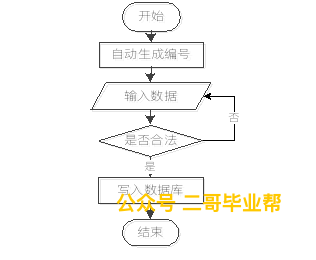 开始
自动生成编号
输入数据
是否合法
否
是
写入数据库
公众号 二哥毕业帮
结束